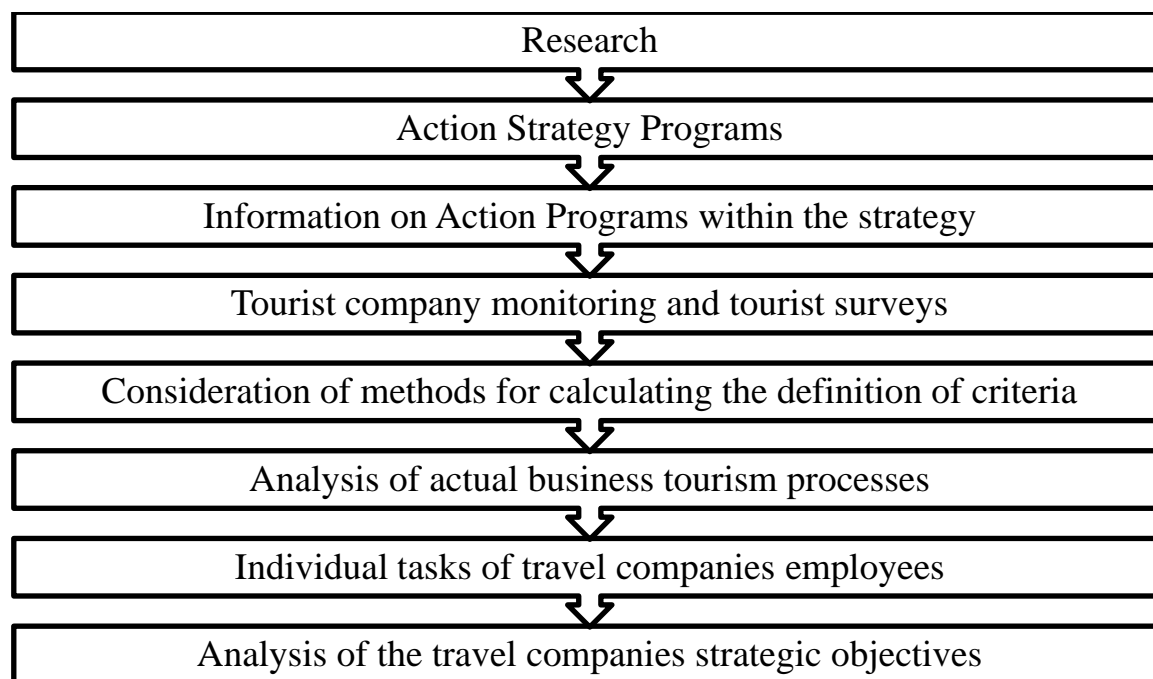 Research
Action Strategy Programs
Information on Action Programs within the strategy
Tourist company monitoring and tourist surveys
Consideration of methods for calculating the definition of criteria
Analysis of actual business tourism processes
Individual tasks of travel companies employees
Analysis of the travel companies strategic objectives